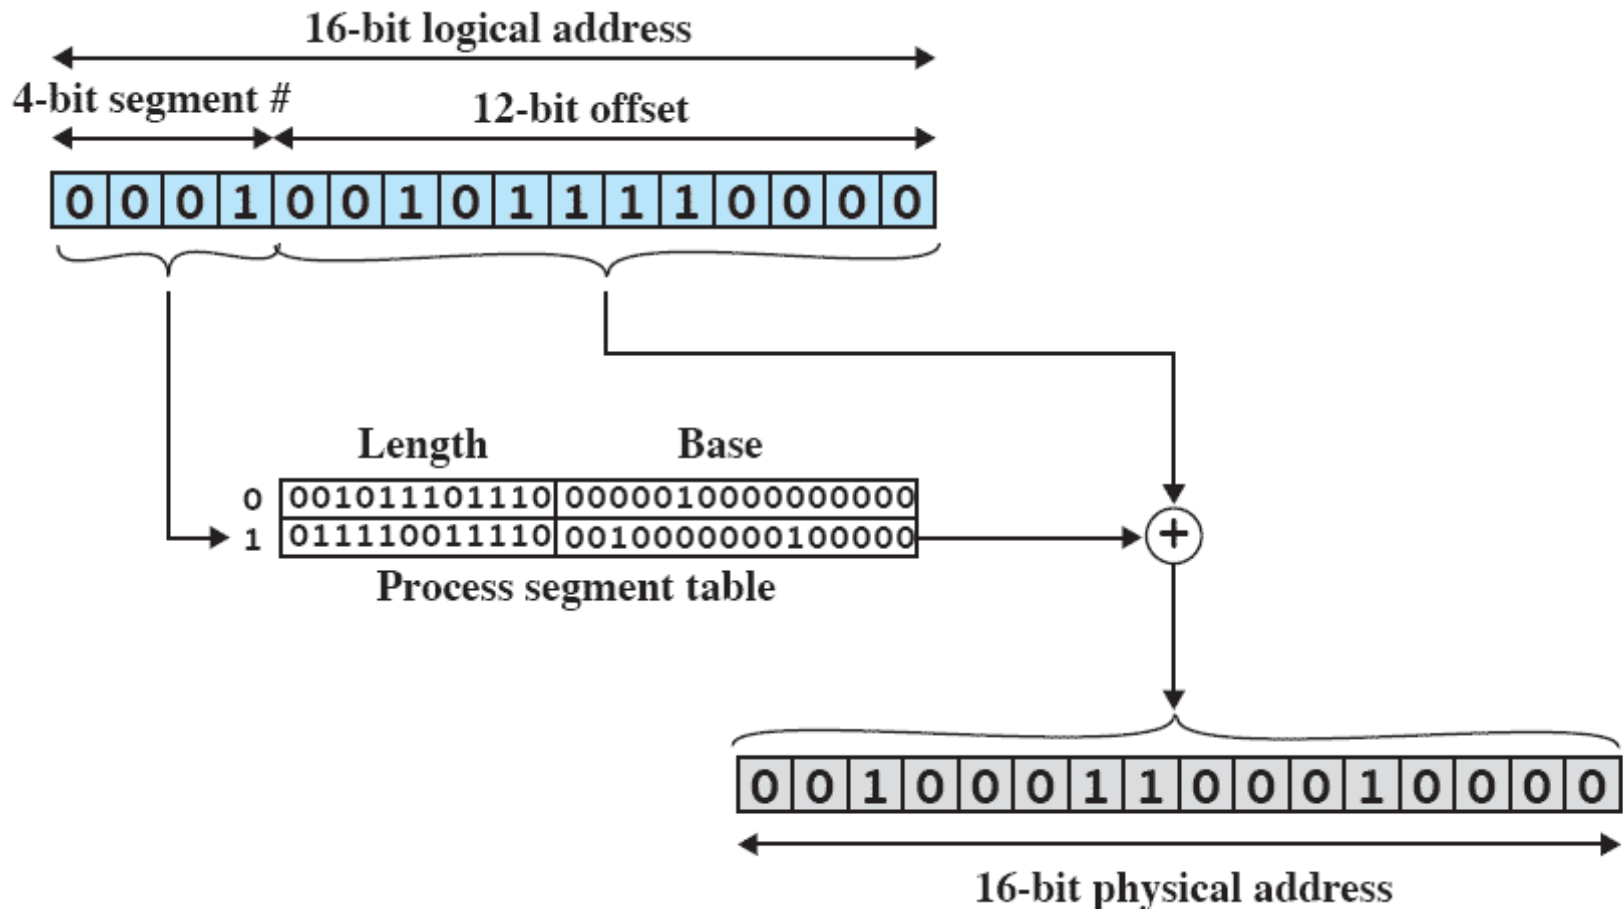 16-bit logical address
4-bit segment #
12-bit offset
0 0 0 1 0 0 1 0 1 1 1 1 0 0 0 0
Length Base
0 001011101110 0000010000000000
1 011110011110 0010000000100000
Process segment table
+
0 0 1 0 0 0 1 1 0 0 0 1 0 0 0 0
16-bit physical address